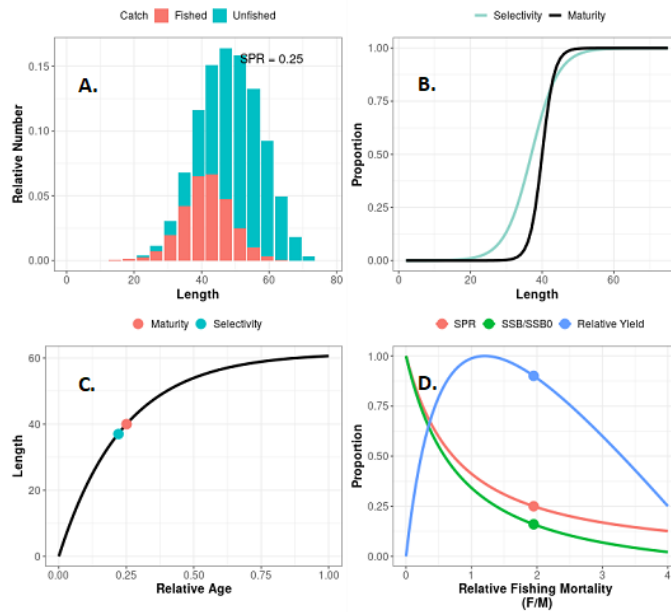 Catch Fished Unfished
SPR = 0.25
A.
0.15
0.10
0.05
0.00
Relative Number
0 20 40 60 80
Length
Selectivity Maturity
B.
1.00
0.75
0.50
0.25
0.00
Proportion
0 20 40 60
Length
Maturity Selectivity
C.
60
40
20
0
Length
0.00 0.25 0.50 0.75 1.00
Relative Age
SPR SSB/SSB0 Relative Yield
D.
1.00
0.75
0.50
0.25
0.00
Proportion
0 1 2 3 4
Relative Fishing Mortality
(F/M)